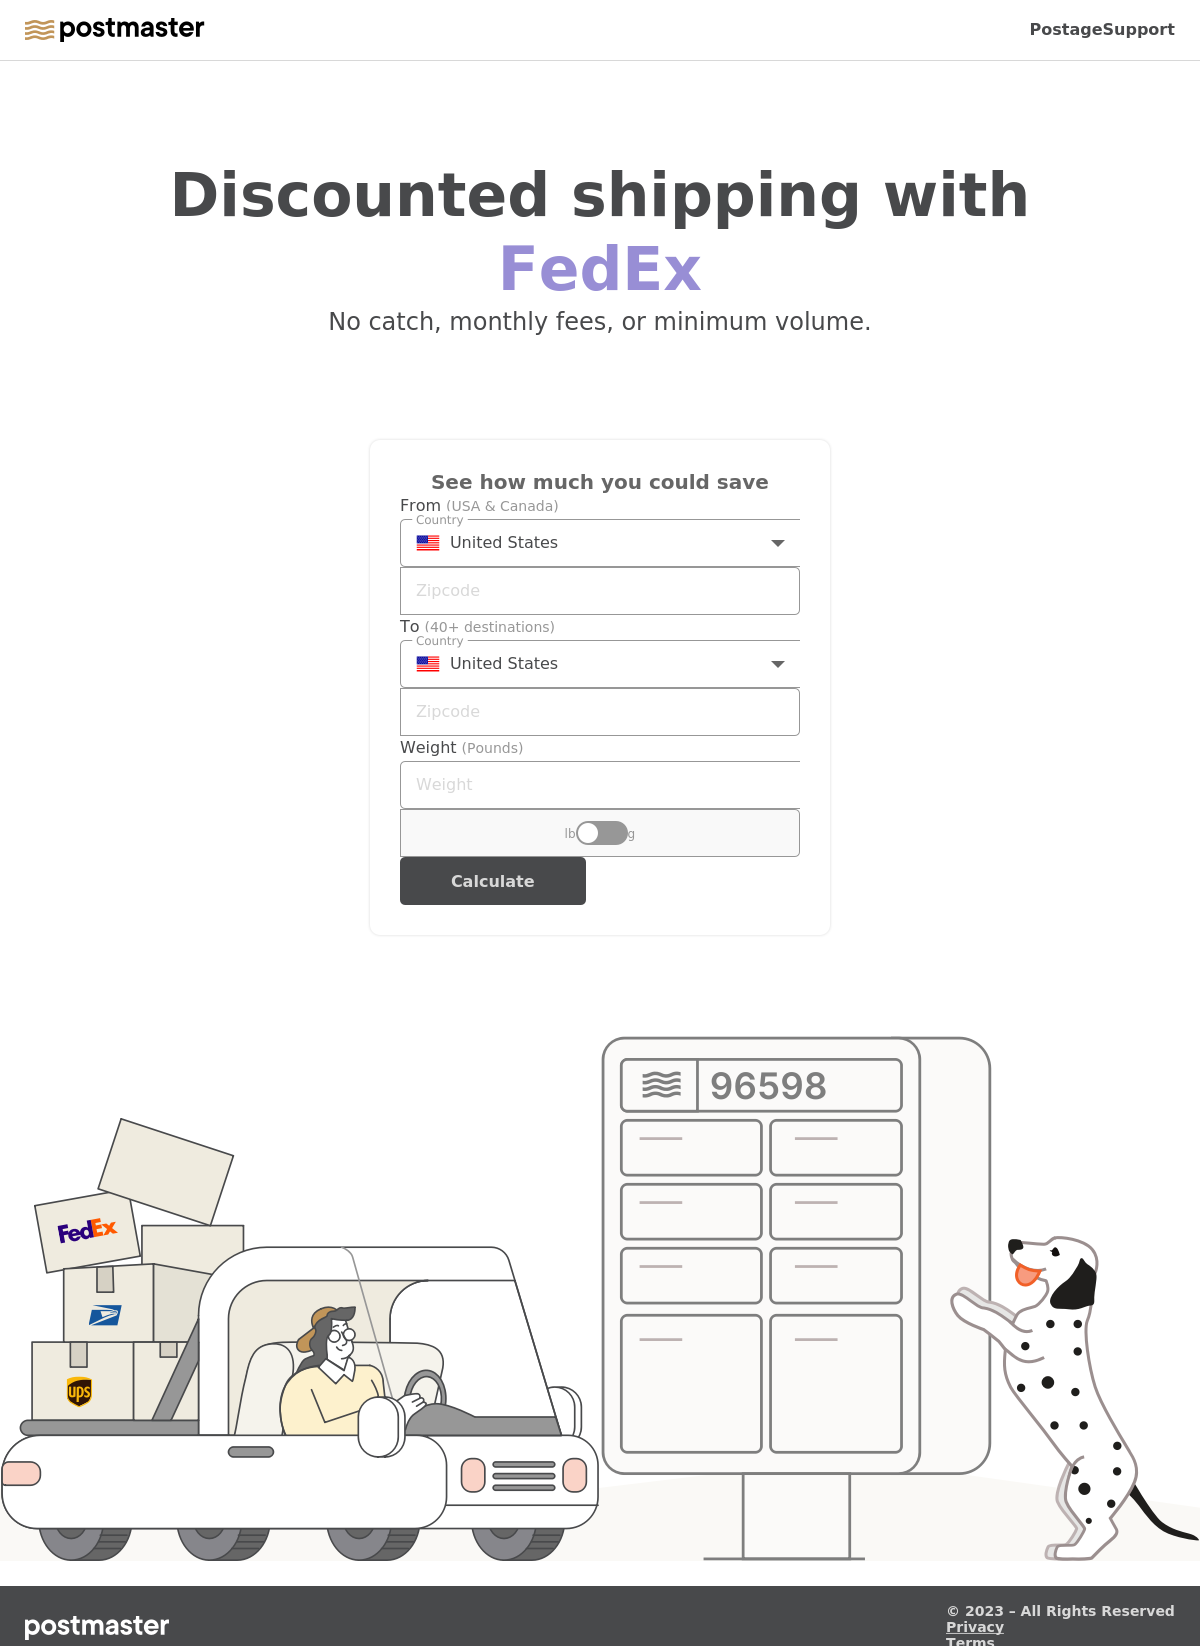 postmaster
PostageSupport
Discounted shipping with
FedEx
No catch, monthly fees, or minimum volume.
See how much you could save
From (USA & Canada)
Country
United States
Zipcode
To (40+ destinations)
Country
United States
Zipcode
Weight (Pounds)
Weight
lb g
Calculate
96598
FedEx
ups
postmaster
© 2023 – All Rights Reserved
Privacy
Terms